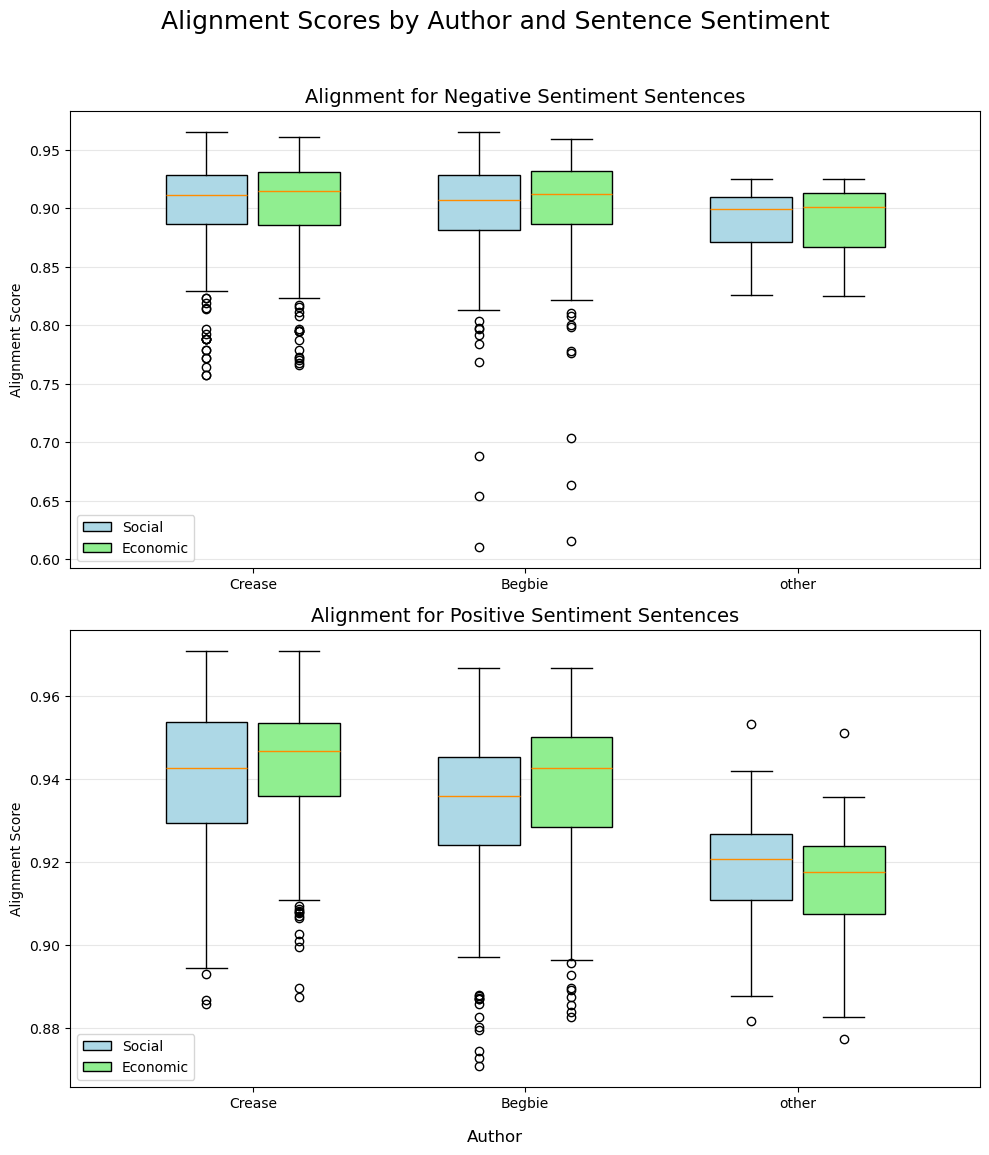 Alignment Scores by Author and Sentence Sentiment
Alignment for Negative Sentiment Sentences
Alignment Score
0.95
0.90
0.85
0.80
0.75
0.70
0.65
0.60
Social
Economic
Crease
Begbie
other
Alignment for Positive Sentiment Sentences
Alignment Score
0.96
0.94
0.92
0.90
0.88
Social
Economic
Crease
Begbie
other
Author